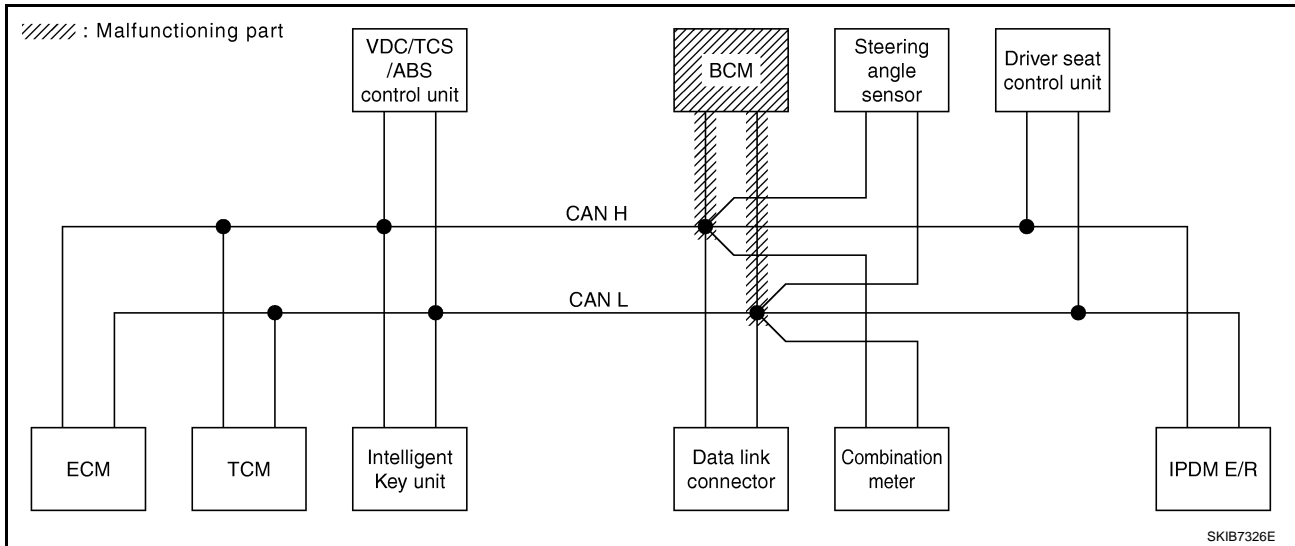 : Malfunctioning part
VDC/TCS
/ABS
control unit
BCM
Steering
angle
sensor
Driver seat
control unit
CAN H
CAN L
ECM
TCM
Intelligent
Key unit
Data link
connector
Combination
meter
IPDM E/R
SKIB7326E